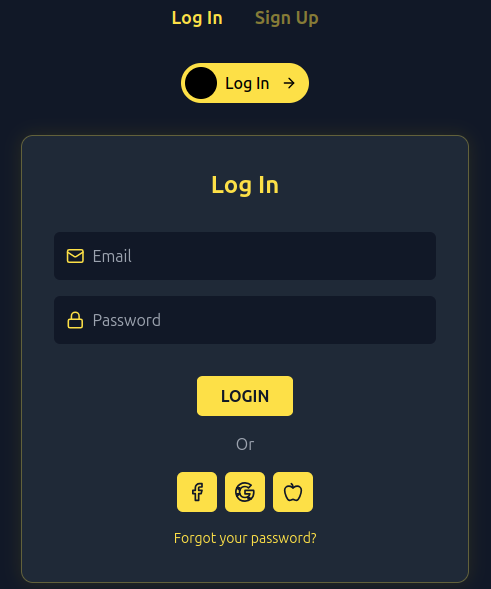 Log In Sign Up
Log In
Log In
Email
Password
LOGIN
Or
Forgot your password?